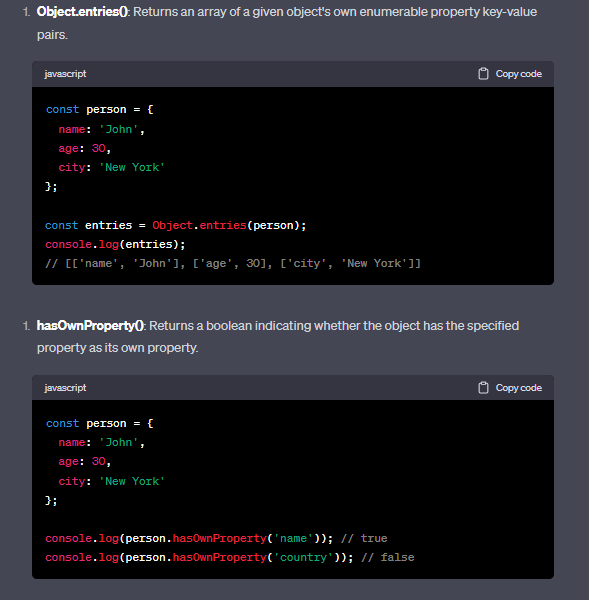 1. Object.entries(): Returns an array of a given object's own enumerable property key-value
pairs.
javascript Copy code
const person = {
  name: 'John',
  age: 30,
  city: 'New York'
};
const entries = Object.entries(person);
console.log(entries);
// [['name', 'John'], ['age', 30], ['city', 'New York']]
1. hasOwnProperty(): Returns a boolean indicating whether the object has the specified
property as its own property.
javascript Copy code
const person = {
  name: 'John',
  age: 30,
  city: 'New York'
};
console.log(person.hasOwnProperty('name')); // true
console.log(person.hasOwnProperty('country')); // false